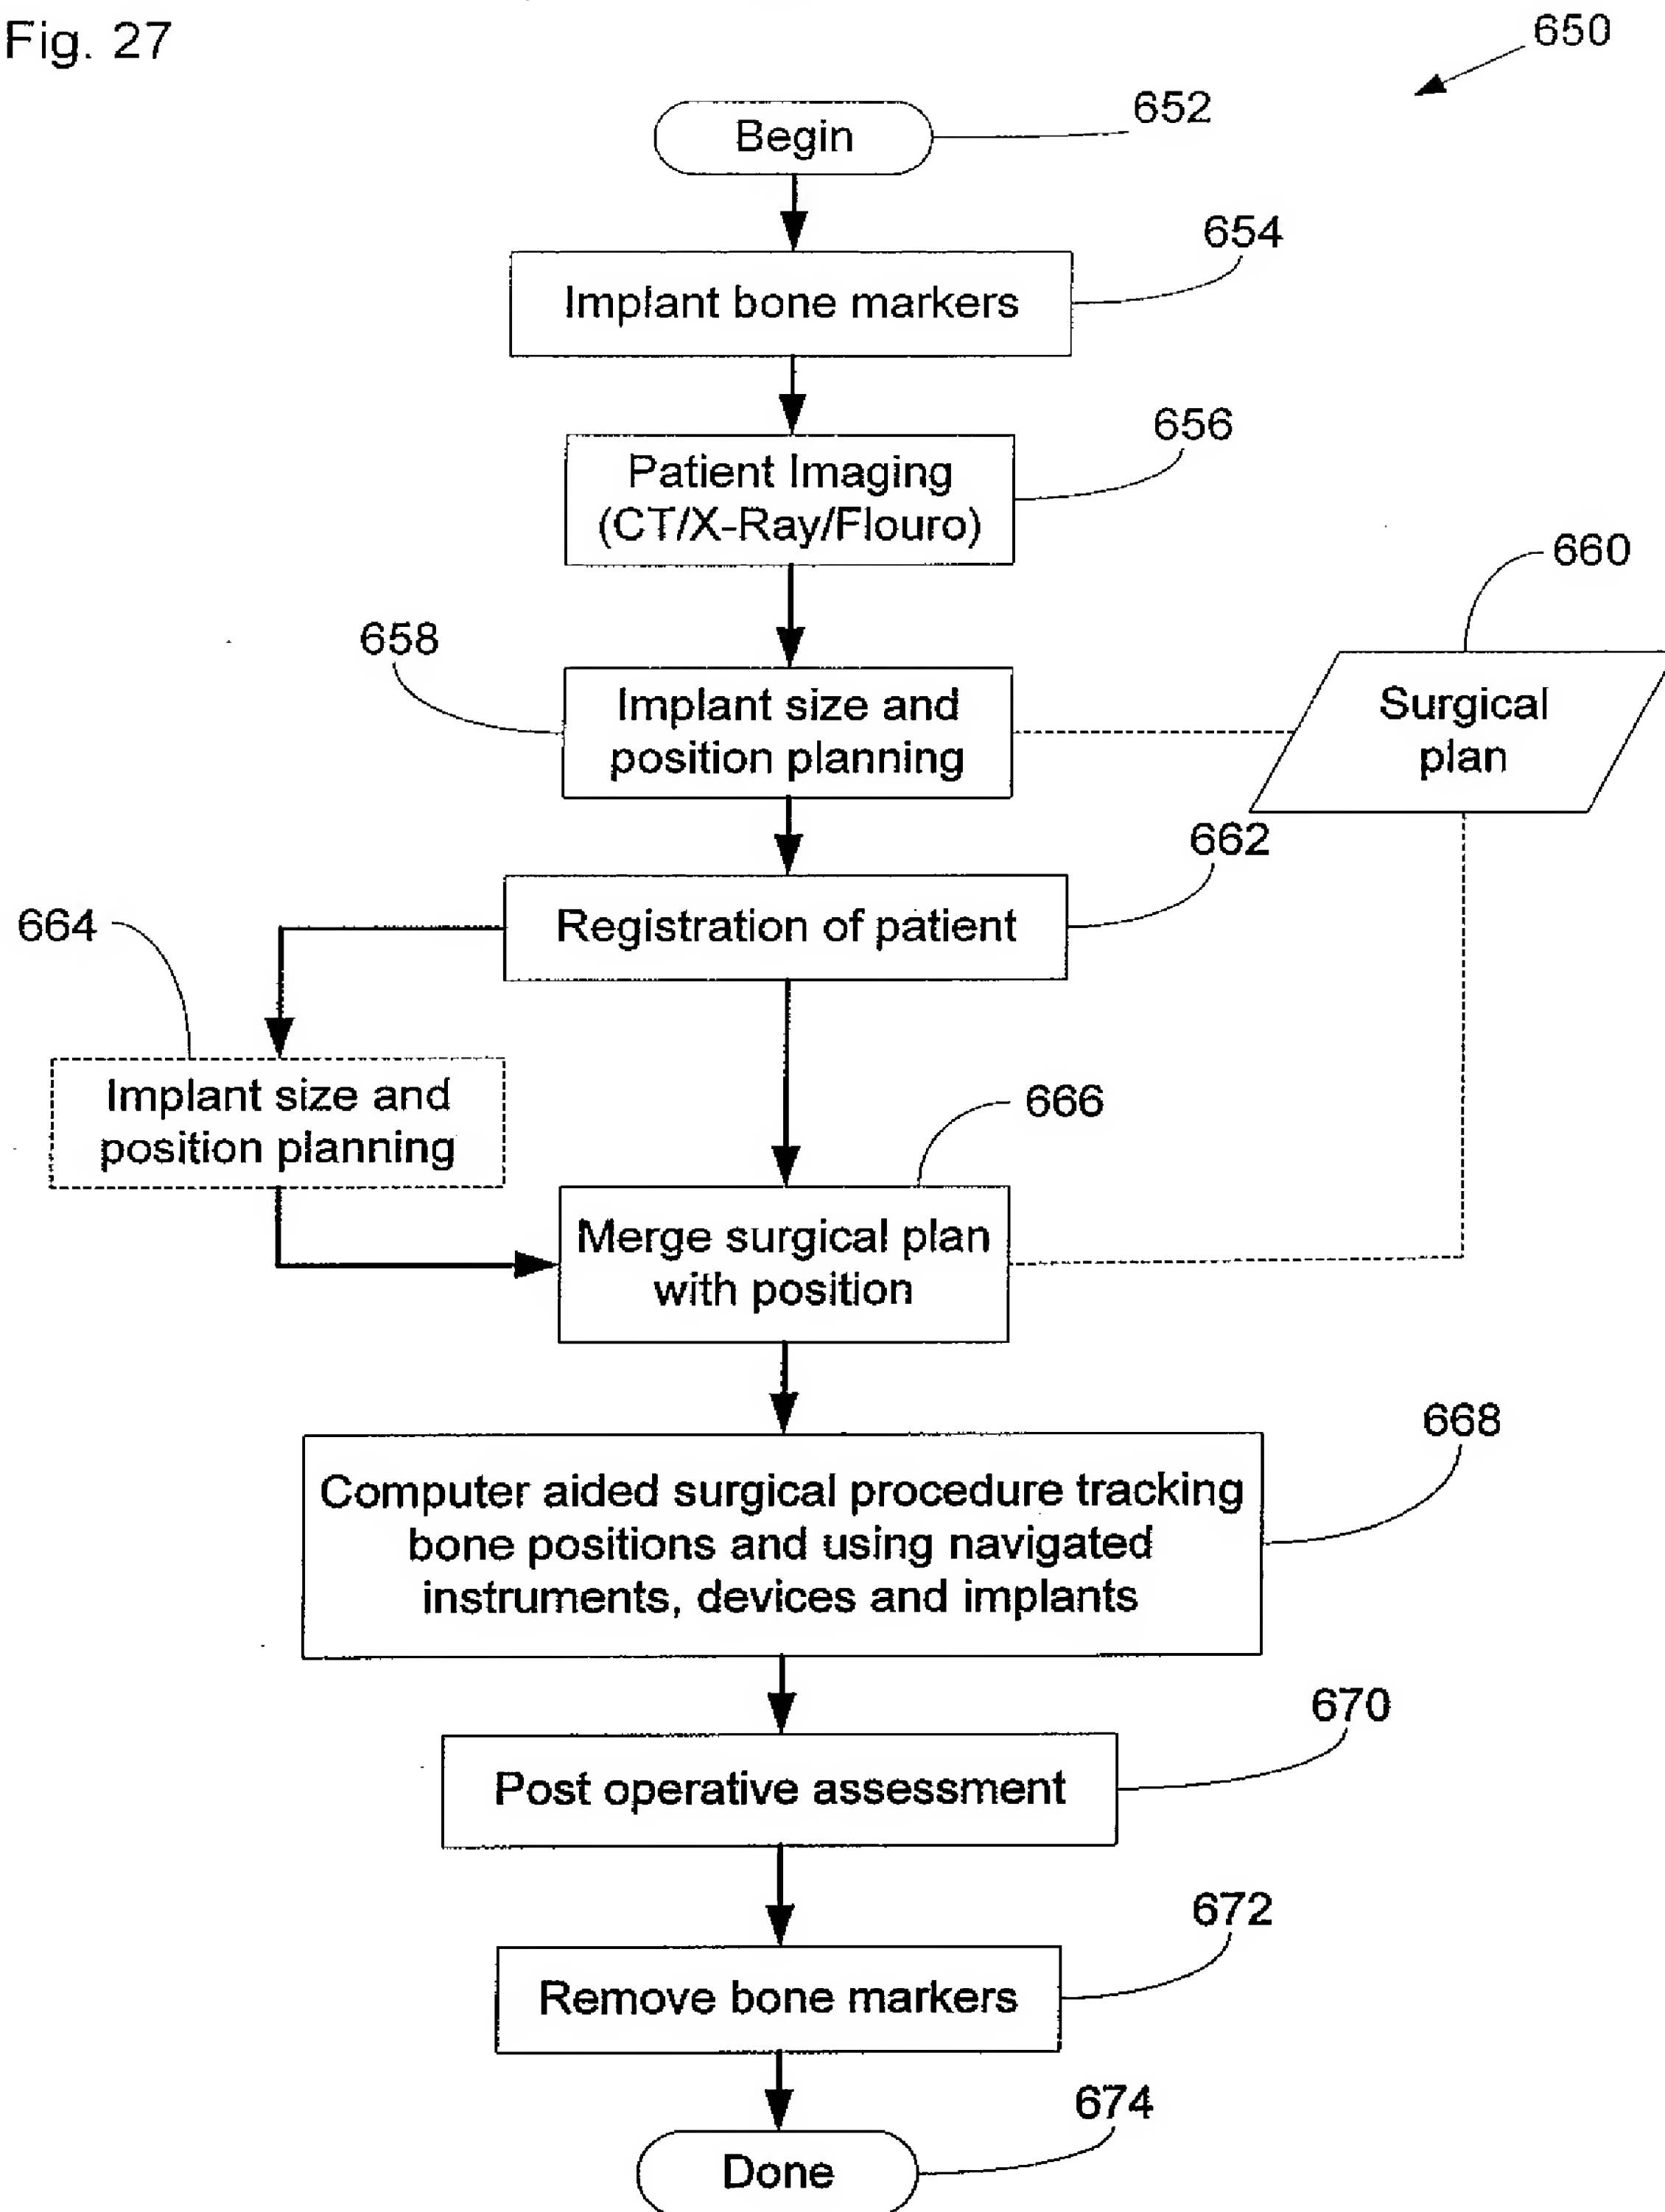 Fig. 27
650
Begin
652
Implant bone markers
654
Patient Imaging
(CT/X-Ray/Flouro)
656
658
Implant size and
position planning
660
Surgical
plan
662
Registration of patient
664
Implant size and
position planning
666
Merge surgical plan
with position
668
Computer aided surgical procedure tracking
bone positions and using navigated
instruments, devices and implants
670
Post operative assessment
672
Remove bone markers
674
Done